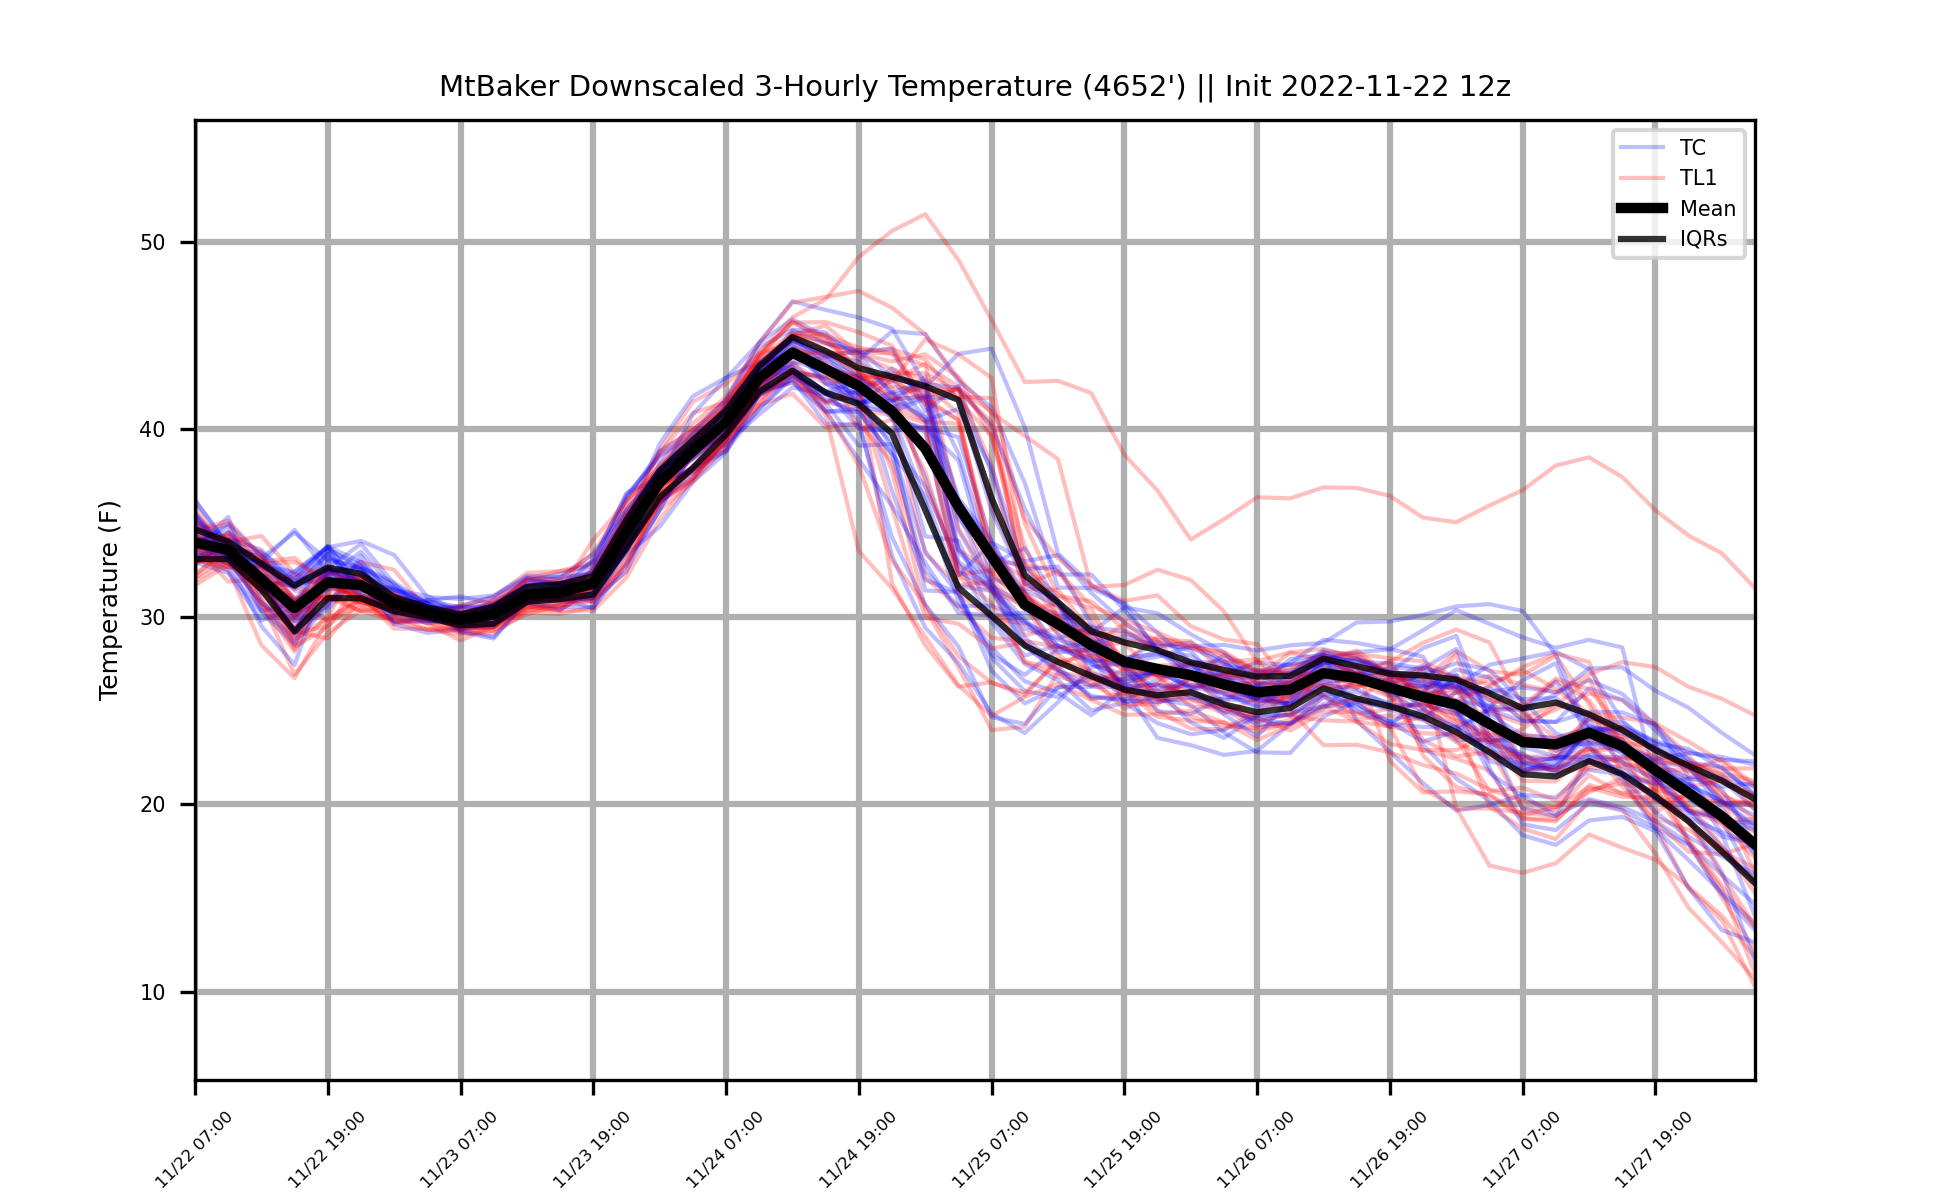 MtBaker Downscaled 3-Hourly Temperature (4652') || Init 2022-11-22 12z
TC
TL1
Mean
IQRs
Temperature (F)
50
40
30
20
10
11/22 07:00
11/22 19:00
11/23 07:00
11/23 19:00
11/24 07:00
11/24 19:00
11/25 07:00
11/25 19:00
11/26 07:00
11/26 19:00
11/27 07:00
11/27 19:00